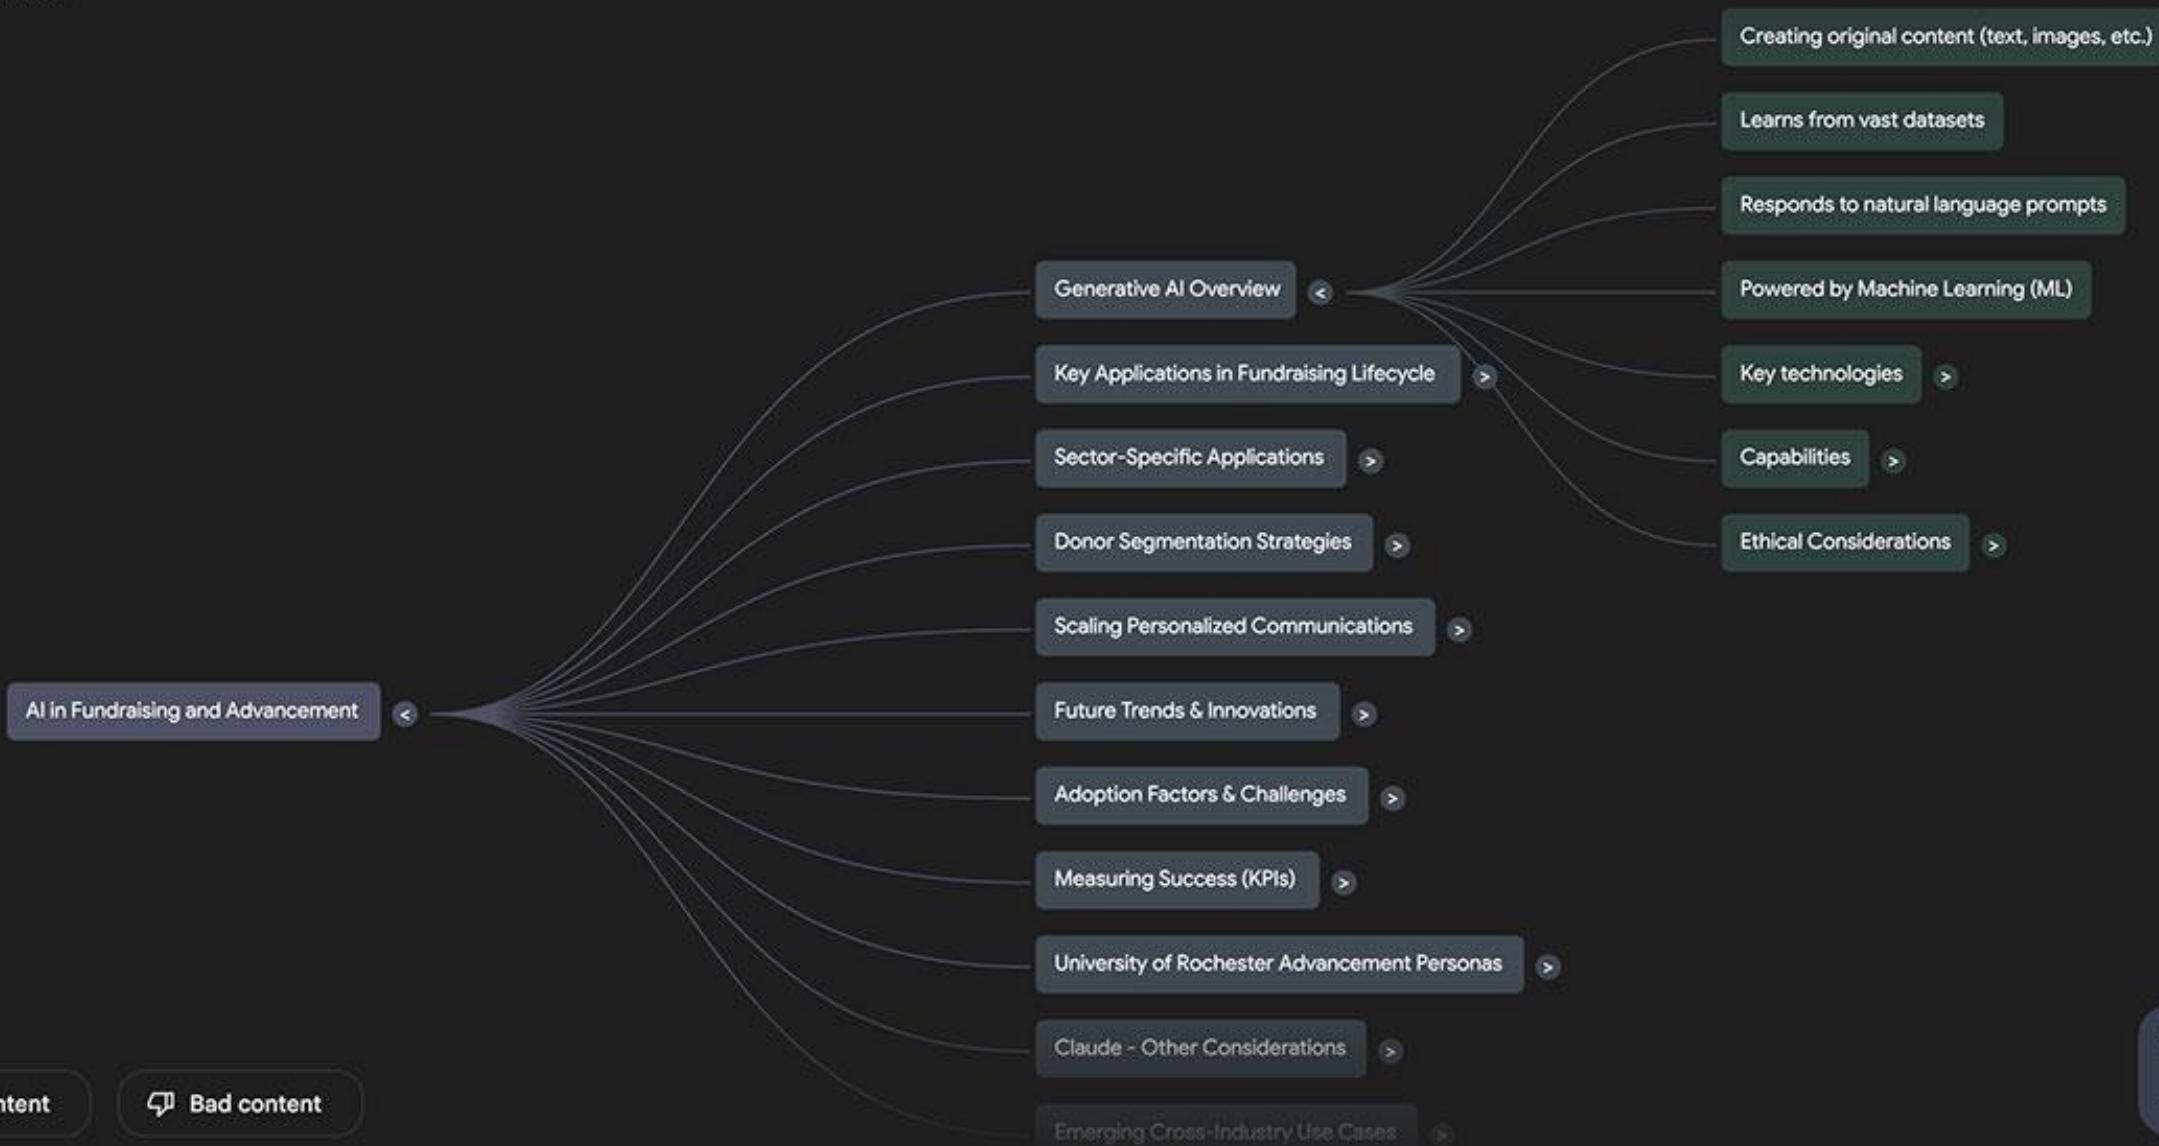 AI in Fundraising and Advancement
<
Generative AI Overview
<
Key Applications in Fundraising Lifecycle
>
Sector-Specific Applications
>
Donor Segmentation Strategies
>
Scaling Personalized Communications
>
Future Trends & Innovations
>
Adoption Factors & Challenges
>
Measuring Success (KPIs)
>
University of Rochester Advancement Personas
>
Claude - Other Considerations
>
Emerging Cross-Industry Use Cases
>
Creating original content (text, images, etc.)
Learns from vast datasets
Responds to natural language prompts
Powered by Machine Learning (ML)
Key technologies
>
Capabilities
>
Ethical Considerations
>
ntent
Bad content